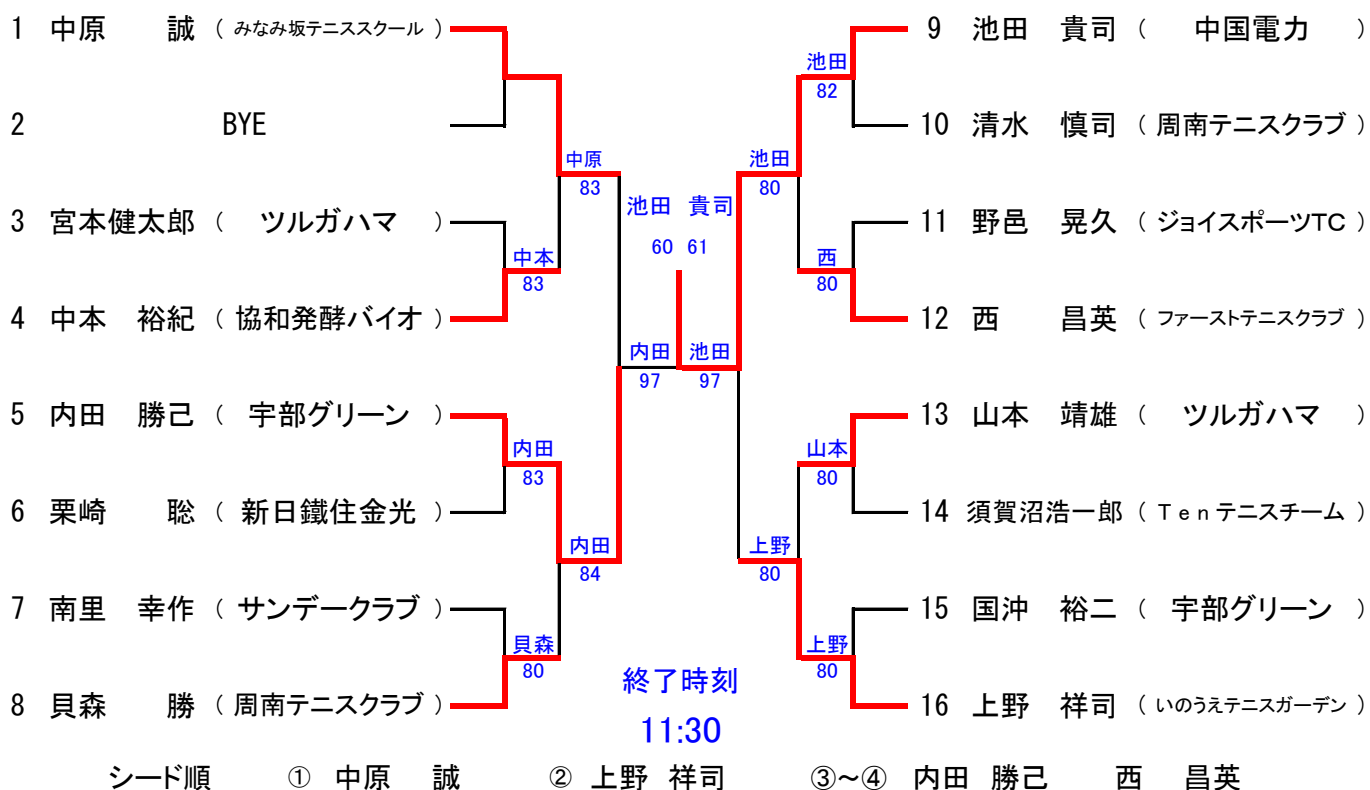 1 中原 誠 ( みなみ坂テニススクール )
9 池田 貴司 ( 中国電力 )
池田
82
2 BYE
10 清水 慎司 ( 周南テニスクラブ )
中原
83
池田
80
3 宮本健太郎 ( ツルガハマ )
池田 貴司
60 61
11 野邑 晃久 ( ジョイスポーツTC )
中本
83
西
80
4 中本 裕紀 ( 協和発酵バイオ )
12 西 昌英 ( ファーストテニスクラブ )
内田 池田
97 97
5 内田 勝己 ( 宇部グリーン )
13 山本 靖雄 ( ツルガハマ )
内田
83
山本
80
6 栗崎 聡 ( 新日鐵住金光 )
14 須賀沼浩一郎 ( Tenテニスチーム )
内田
84
上野
80
7 南里 幸作 ( サンデークラブ )
15 国沖 裕二 ( 宇部グリーン )
貝森
80
上野
80
終了時刻
11:30
8 貝森 勝 ( 周南テニスクラブ )
16 上野 祥司 ( いのうえテニスガーデン )
シード順 ① 中原 誠 ② 上野 祥司 ③～④ 内田 勝己 西 昌英